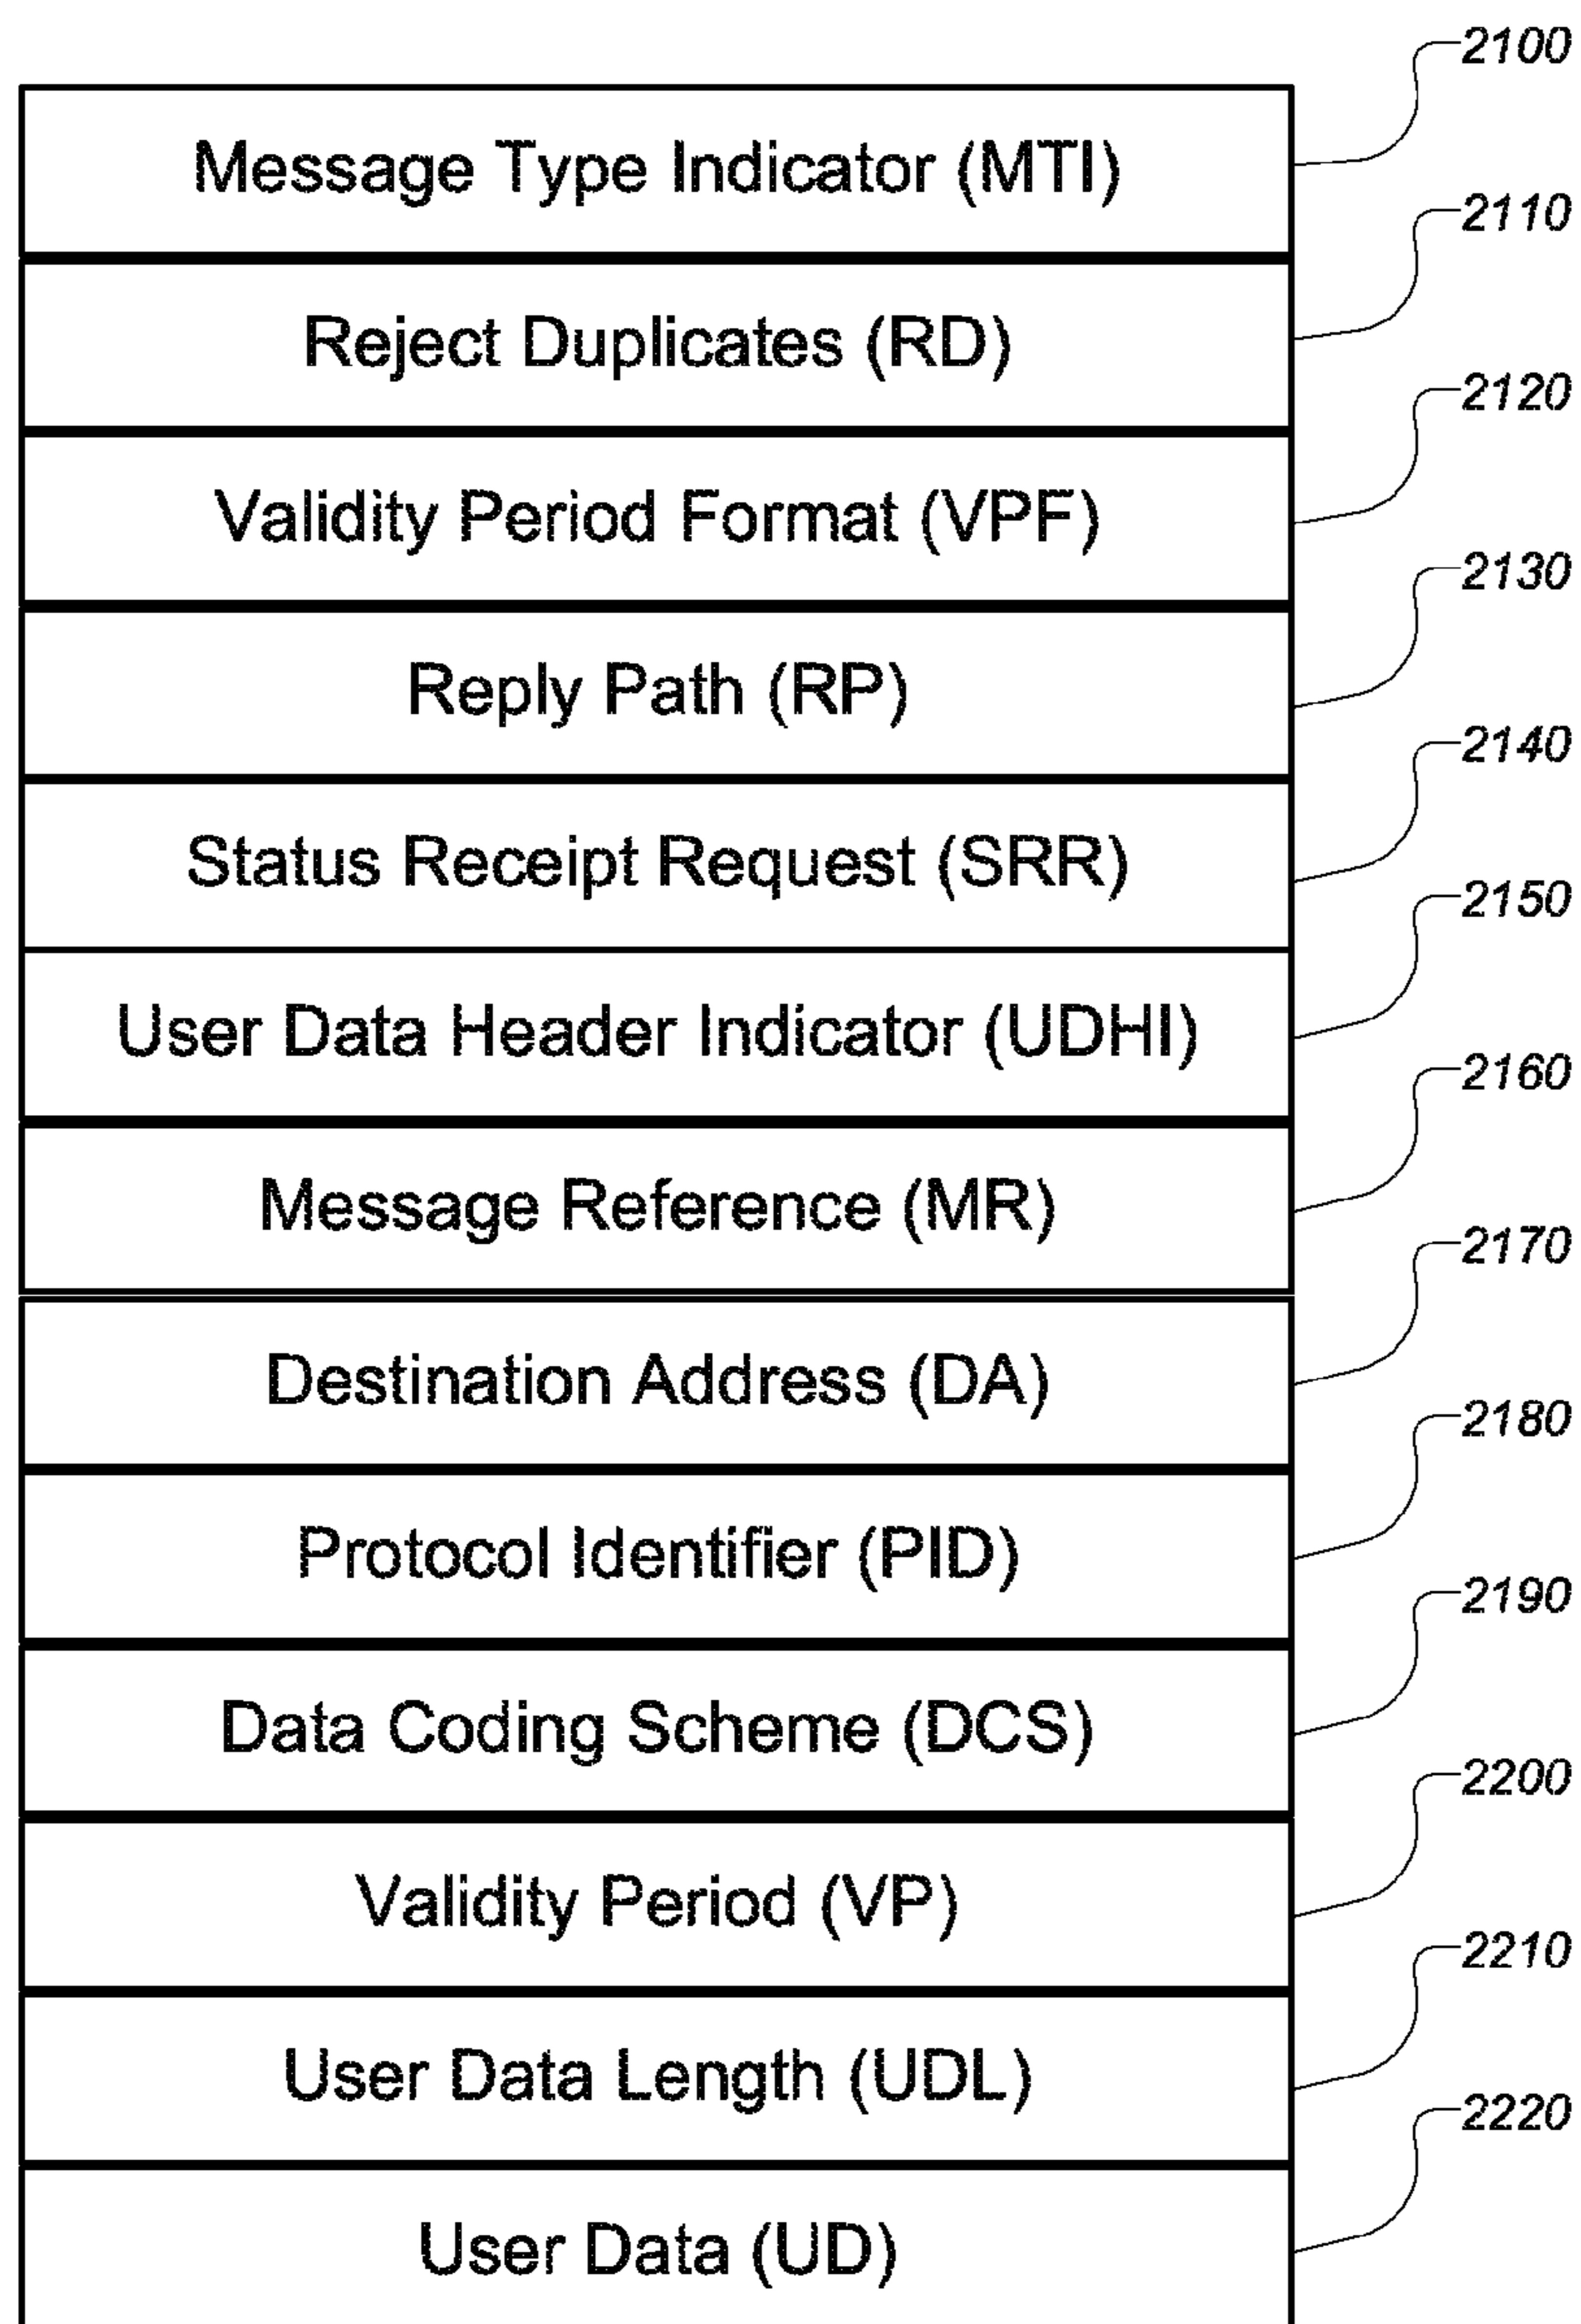 2100
Message Type Indicator (MTI)
2110
Reject Duplicates (RD)
2120
Validity Period Format (VPF)
2130
Reply Path (RP)
2140
Status Receipt Request (SRR)
2150
User Data Header Indicator (UDHI)
2160
Message Reference (MR)
2170
Destination Address (DA)
2180
Protocol Identifier (PID)
2190
Data Coding Scheme (DCS)
2200
Validity Period (VP)
2210
User Data Length (UDL)
2220
User Data (UD)